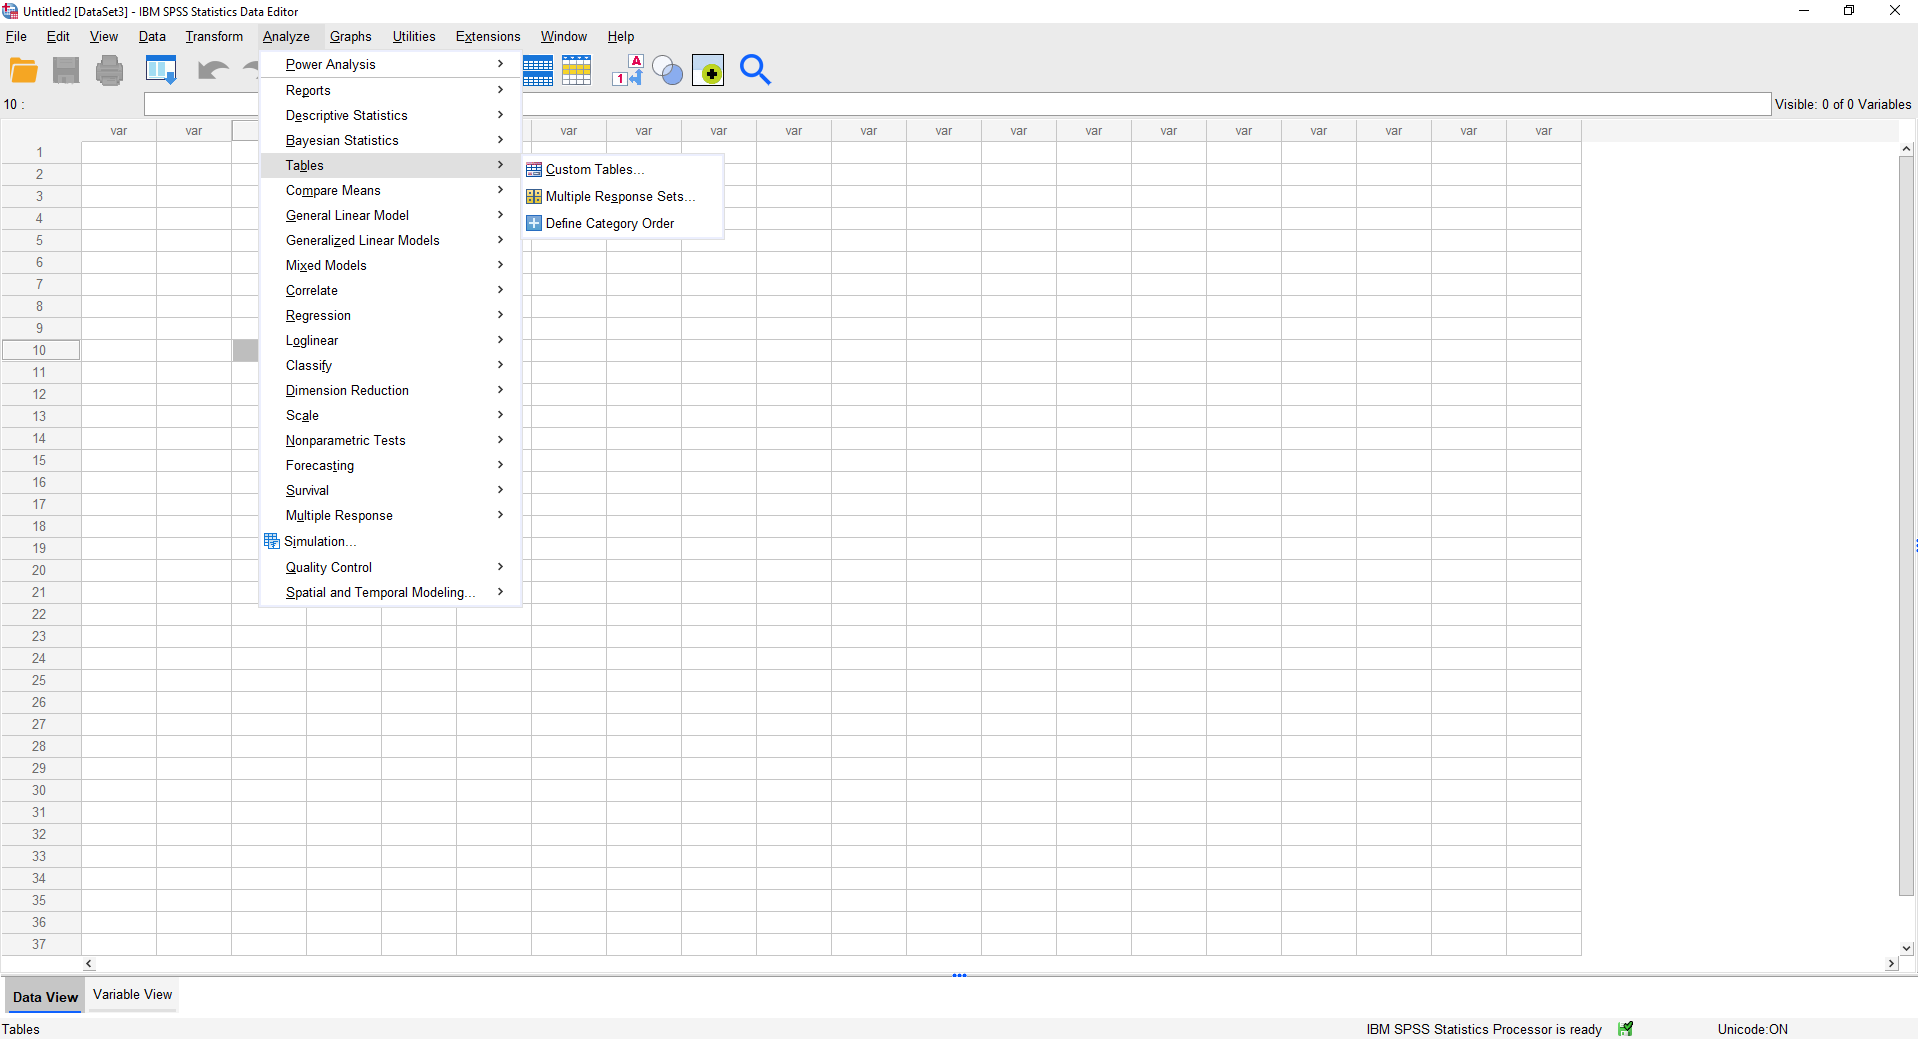 Untitled2 [DataSet3] - IBM SPSS Statistics Data Editor
File Edit View Data Transform Analyze Graphs Utilities Extensions Window Help
10 :
Visible: 0 of 0 Variables
var var var var var var var var var var var var var var var var
Power Analysis
Reports
Descriptive Statistics
Bayesian Statistics
Tables
Compare Means
General Linear Model
Generalized Linear Models
Mixed Models
Correlate
Regression
Loglinear
Classify
Dimension Reduction
Scale
Nonparametric Tests
Forecasting
Survival
Multiple Response
Simulation...
Quality Control
Spatial and Temporal Modeling...
Custom Tables...
Multiple Response Sets...
Define Category Order
A
1
1
2
3
4
5
6
7
8
9
10
11
12
13
14
15
16
17
18
19
20
21
22
23
24
25
26
27
28
29
30
31
32
33
34
35
36
37
Data View Variable View
Tables
IBM SPSS Statistics Processor is ready
Unicode:ON